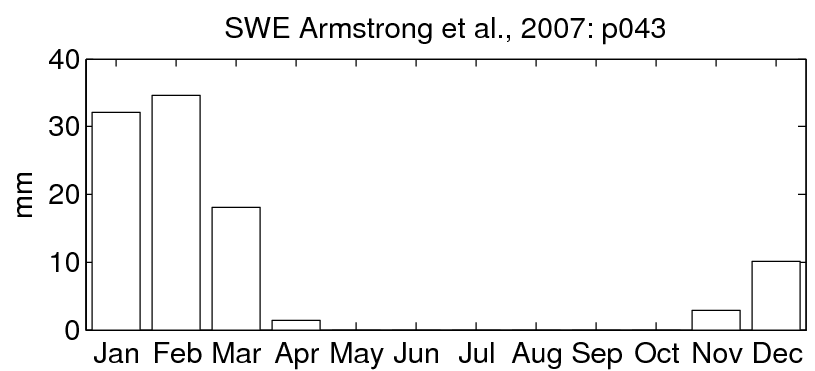 SWE Armstrong et al., 2007: p043
40
30
20
10
0
mm
Jan Feb Mar Apr May Jun Jul Aug Sep Oct Nov Dec